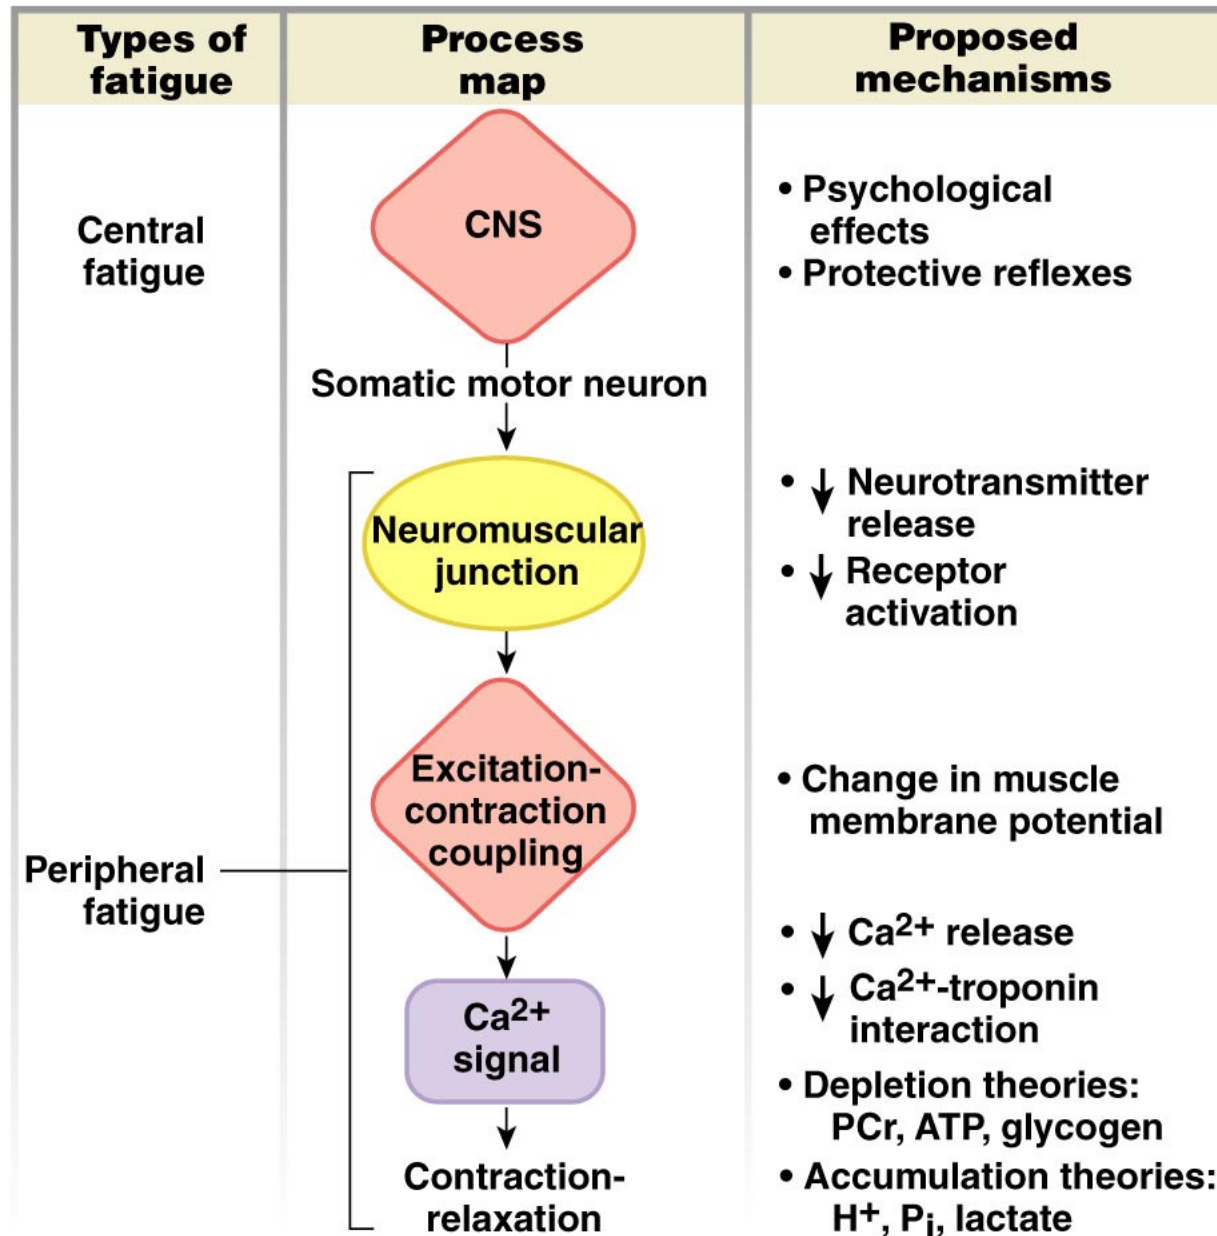 Types of
fatigue
Process
map
Proposed
mechanisms
Central
fatigue
CNS
• Psychological
effects
• Protective reflexes
Somatic motor neuron
Neuromuscular
junction
• ↓ Neurotransmitter
release
• ↓ Receptor
activation
Peripheral
fatigue
Excitation-
contraction
coupling
• Change in muscle
membrane potential
Ca²⁺
signal
• ↓ Ca²⁺ release
• ↓ Ca²⁺-troponin
interaction
Contraction-
relaxation
• Depletion theories:
PCr, ATP, glycogen
• Accumulation theories:
H⁺, Pᵢ, lactate